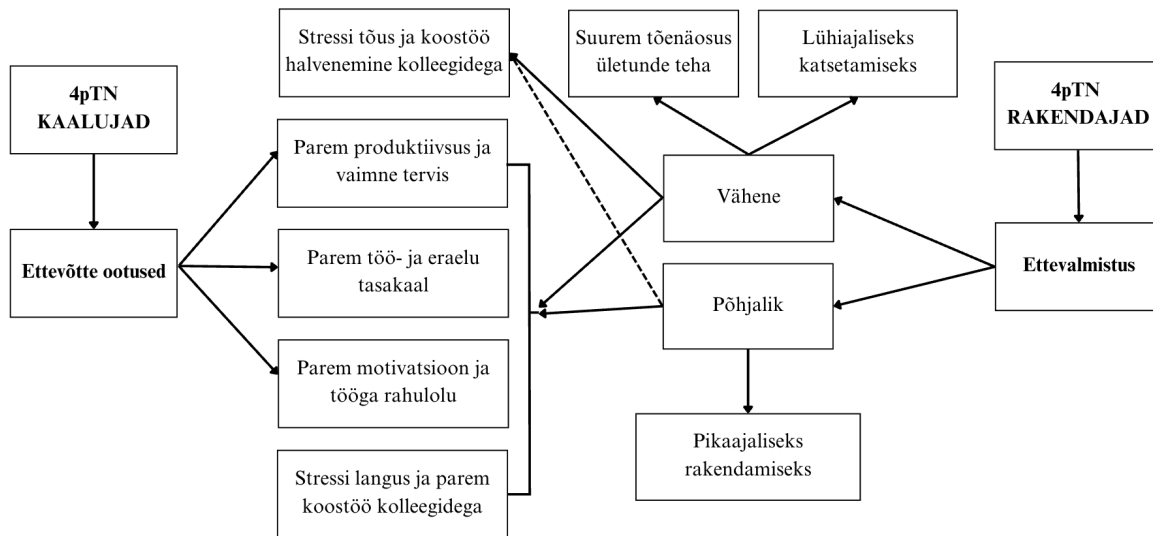 4pTN
KAALUJAD
Ettevõtte ootused
Stressi tõus ja koostöö
halvenemine kolleegidega
Parem produktiivsus ja
vaimne tervis
Parem töö- ja eraelu
tasakaal
Parem motivatsioon ja
tööga rahulolu
Stressi langus ja parem
koostöö kolleegidega
Suurem tõenäosus
ületunde teha
Lühiajaliseks
katsetamiseks
Vähene
Põhjalik
Pikaajaliseks
rakendamiseks
4pTN
RAKENDAJAD
Ettevalmistus